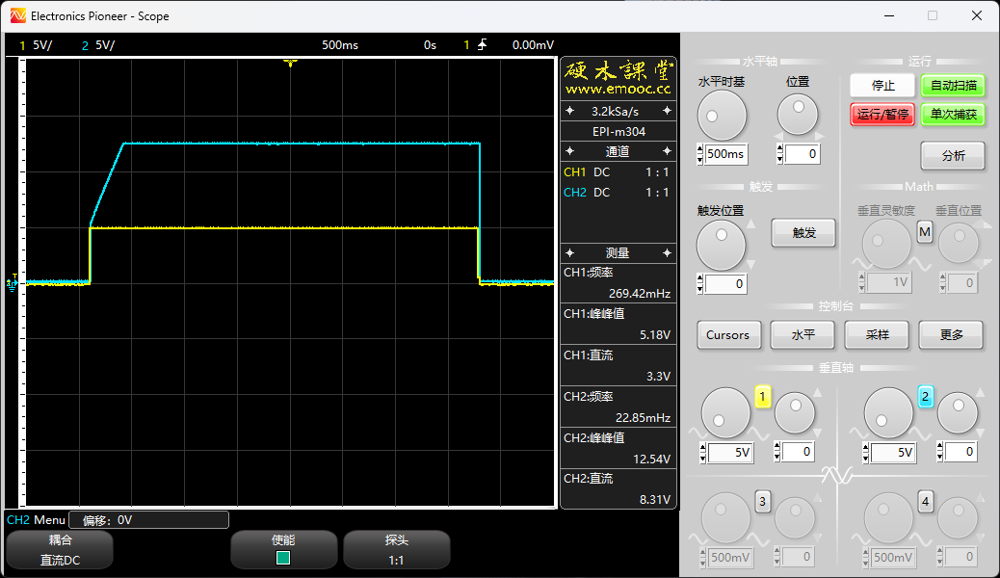 Electronics Pioneer - Scope
1 5V/ 2 5V/ 500ms 0s 1 0.00mV
硬木課堂
www.emooc.cc
3.2kSa/s
EPI-m304
通道
CH1 DC 1 : 1
CH2 DC 1 : 1
测量
CH1:频率
269.42mHz
CH1:峰峰值
5.18V
CH1:直流
3.3V
CH2:频率
22.85mHz
CH2:峰峰值
12.54V
CH2:直流
8.31V
T
CH2 Menu 偏移: 0V
耦合
直流DC
使能
探头
1:1
水平轴
水平时基 位置
500ms 0
运行
停止 自动扫描
运行/暂停 单次捕获
分析
触发
触发位置
触发
0
Math
垂直灵敏度 垂直位置
M
1V 0
控制台
Cursors 水平 采样 更多
垂直轴
1 2
5V 0 5V 0
3 4
500mV 0 500mV 0